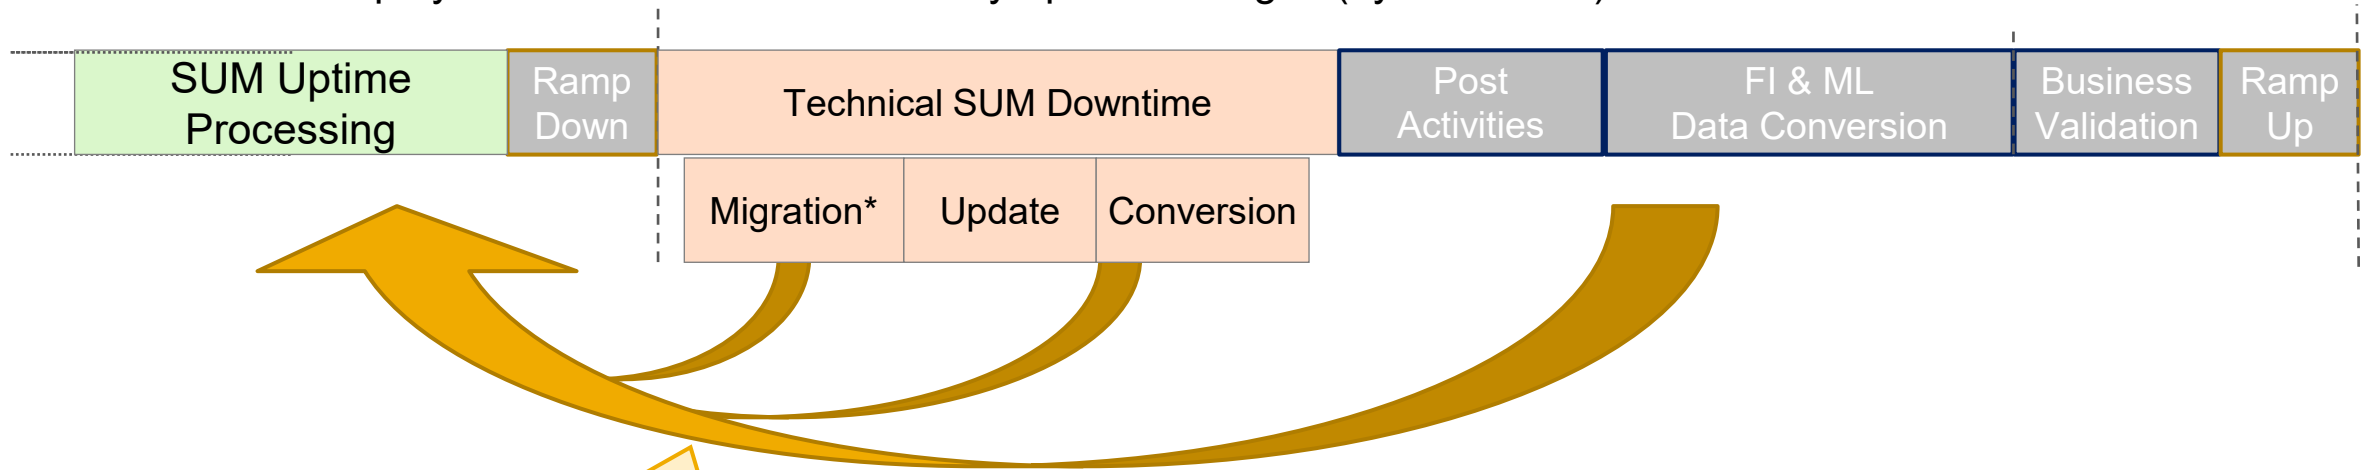 SUM Uptime
Processing
Ramp
Down
Technical SUM Downtime
Post
Activities
FI & ML
Data Conversion
Business
Validation
Ramp
Up
Migration*
Update
Conversion